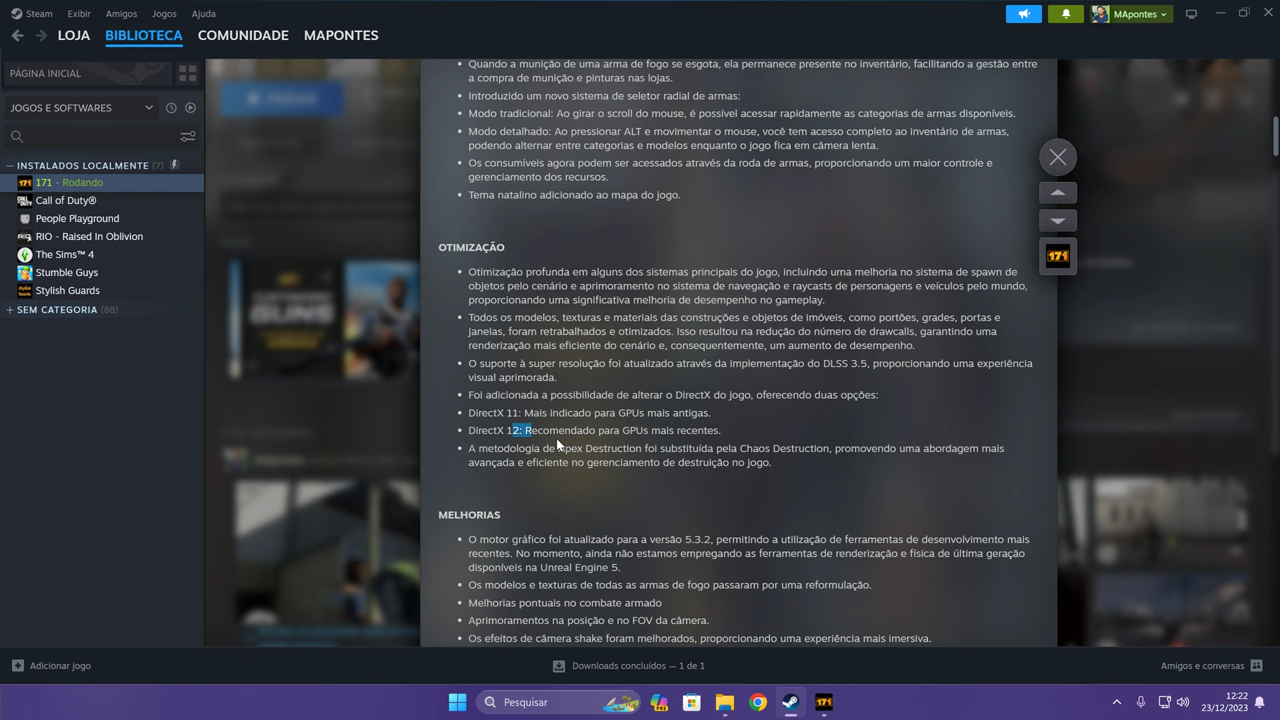 Steam Exibir Amigos Jogos Ajuda MApontes
LOJA BIBLIOTECA COMUNIDADE MAPONTES
PÁGINA INICIAL
JOGOS E SOFTWARES
INSTALADOS LOCALMENTE (7)
171 - Rodando
Call of Duty®
People Playground
RIO - Raised In Oblivion
The Sims™ 4
Stumble Guys
Stylish Guards
SEM CATEGORIA (88)
Quando a munição de uma arma de fogo se esgota, ela permanece presente no inventário, facilitando a gestão entre
a compra de munição e pinturas nas lojas.
Introduzido um novo sistema de seletor radial de armas:
Modo tradicional: Ao girar o scroll do mouse, é possível acessar rapidamente as categorias de armas disponíveis.
Modo detalhado: Ao pressionar ALT e movimentar o mouse, você tem acesso completo ao inventário de armas,
podendo alternar entre categorias e modelos enquanto o jogo fica em câmera lenta.
Os consumíveis agora podem ser acessados através da roda de armas, proporcionando um maior controle e
gerenciamento dos recursos.
Tema natalino adicionado ao mapa do jogo.
OTIMIZAÇÃO
Otimização profunda em alguns dos sistemas principais do jogo, incluindo uma melhoria no sistema de spawn de
objetos pelo cenário e aprimoramento no sistema de navegação e raycasts de personagens e veículos pelo mundo,
proporcionando uma significativa melhoria de desempenho no gameplay.
Todos os modelos, texturas e materiais das construções e objetos de imóveis, como portões, grades, portas e
janelas, foram retrabalhados e otimizados. Isso resultou na redução do número de drawcalls, garantindo uma
renderização mais eficiente do cenário e, consequentemente, um aumento de desempenho.
O suporte à super resolução foi atualizado através da implementação do DLSS 3.5, proporcionando uma experiência
visual aprimorada.
Foi adicionada a possibilidade de alterar o DirectX do jogo, oferecendo duas opções:
DirectX 11: Mais indicado para GPUs mais antigas.
DirectX 12: Recomendado para GPUs mais recentes.
A metodologia de Apex Destruction foi substituída pela Chaos Destruction, promovendo uma abordagem mais
avançada e eficiente no gerenciamento de destruição no jogo.
MELHORIAS
O motor gráfico foi atualizado para a versão 5.3.2, permitindo a utilização de ferramentas de desenvolvimento mais
recentes. No momento, ainda não estamos empregando as ferramentas de renderização e física de última geração
disponíveis na Unreal Engine 5.
Os modelos e texturas de todas as armas de fogo passaram por uma reformulação.
Melhorias pontuais no combate armado
Aprimoramentos na posição e no FOV da câmera.
Os efeitos de câmera shake foram melhorados, proporcionando uma experiência mais imersiva.
171
Adicionar jogo
Downloads concluídos — 1 de 1
Amigos e conversas
Pesquisar
12:22
23/12/2023